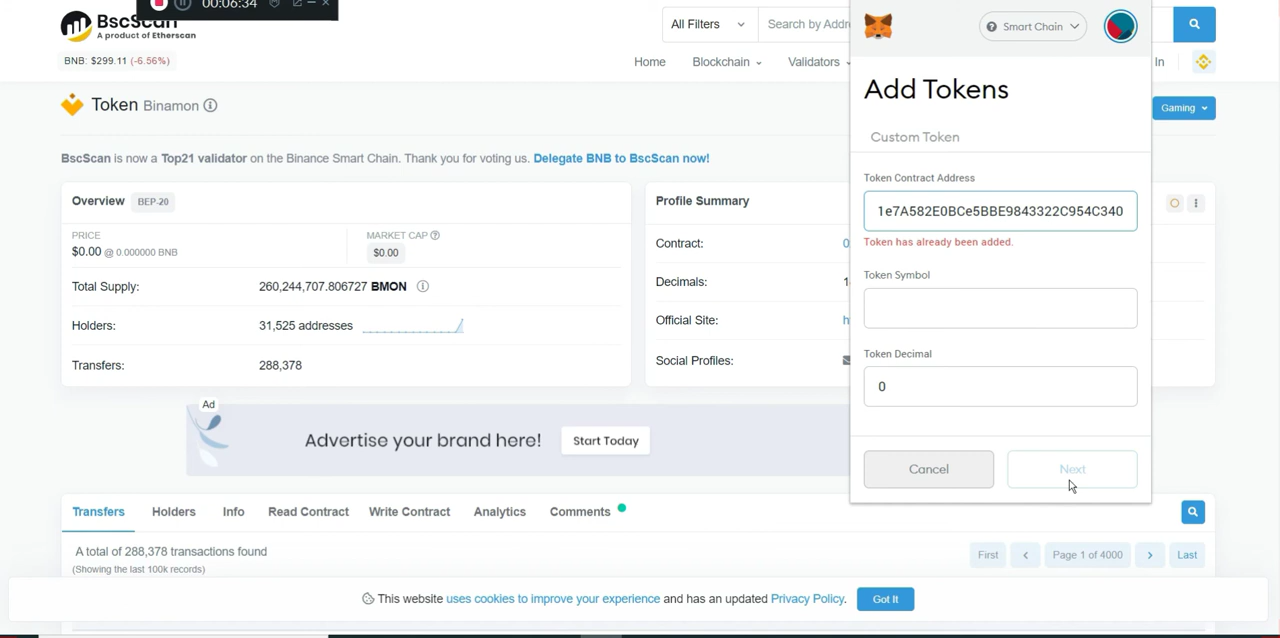 00:06:34
BscScan
A product of Etherscan
All Filters
Search by Addre
Smart Chain
BNB: $299.11 (-6.56%)
Home Blockchain Validators In
Token Binamon
Gaming
BscScan is now a Top21 validator on the Binance Smart Chain. Thank you for voting us. Delegate BNB to BscScan now!
Overview BEP-20
PRICE
$0.00 @ 0.000000 BNB
MARKET CAP
$0.00
Total Supply: 260,244,707.806727 BMON
Holders: 31,525 addresses
Transfers: 288,378
Profile Summary
Contract: 0
Decimals: 1
Official Site: h
Social Profiles:
Add Tokens
Custom Token
Token Contract Address
1e7A582E0BCe5BBE9843322C954C340
Token has already been added.
Token Symbol
Token Decimal
0
Cancel Next
Ad
Advertise your brand here! Start Today
Transfers Holders Info Read Contract Write Contract Analytics Comments
A total of 288,378 transactions found
(Showing the last 100k records)
First < Page 1 of 4000 > Last
This website uses cookies to improve your experience and has an updated Privacy Policy. Got It